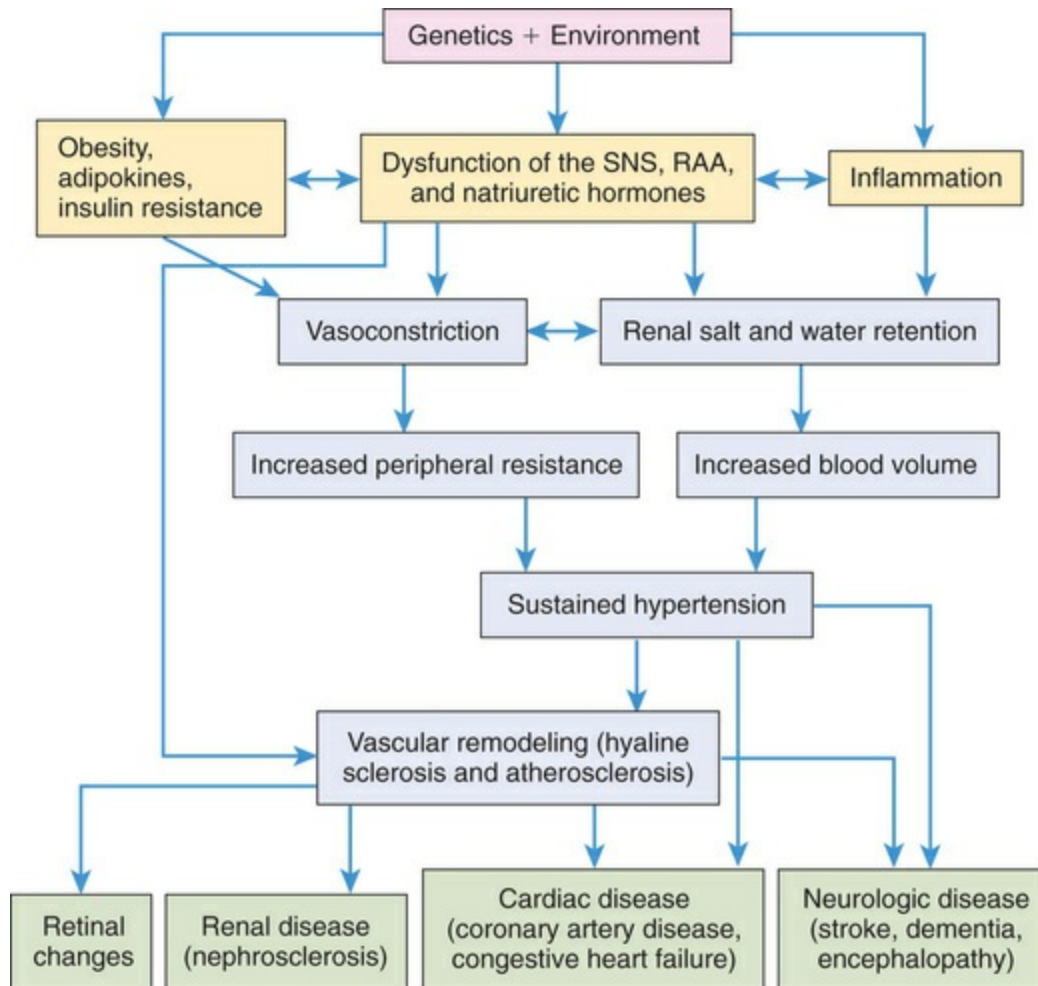 Genetics + Environment
Obesity,
adipokines,
insulin resistance
Dysfunction of the SNS, RAA,
and natriuretic hormones
Inflammation
Vasoconstriction
Renal salt and water retention
Increased peripheral resistance
Increased blood volume
Sustained hypertension
Vascular remodeling (hyaline
sclerosis and atherosclerosis)
Retinal
changes
Renal disease
(nephrosclerosis)
Cardiac disease
(coronary artery disease,
congestive heart failure)
Neurologic disease
(stroke, dementia,
encephalopathy)